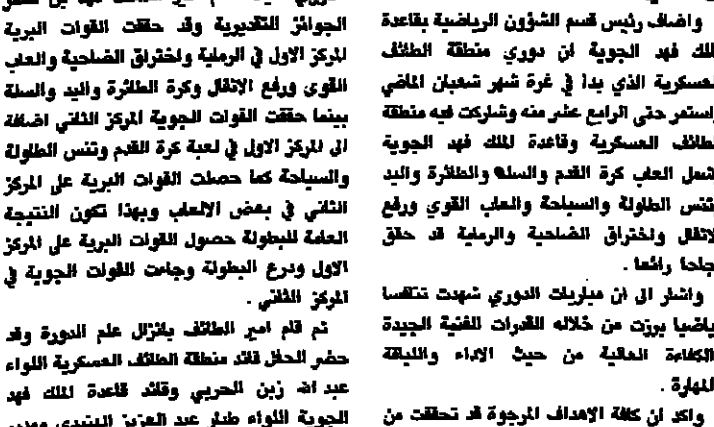 واضاف رئيس قسم الشؤون الرياضية بقاعدة
الملك فهد الجوية ان دوري منطقة الطائف
العسكرية الذي بدأ في غرة شهر شعبان الماضي
واستمر حتى الرابع عشر منه وشاركت فيه منطقة
الطائف العسكرية وقاعدة الملك فهد الجوية
شمل العاب كرة القدم والسلة والطائرة واليد
وتنس الطاولة والسباحة والعاب القوى ورفع
الاثقال واختراق الضاحية والرماية قد حقق
نجاحا رائعا .
واشار الى ان مباريات الدوري شهدت تنافسا
رياضيا برزت من خلاله القدرات الفنية الجيدة
الكفاءة العالية من حيث الاداء واللياقة
المهارة .
واكد ان كافة الاهداف المرجوة قد تحققت من
الجوائز التقديرية وقد حققت القوات البرية
المركز الاول في الرماية واختراق الضاحية والعاب
القوى ورفع الاثقال وكرة الطائرة واليد والسلة
بينما حققت القوات الجوية المركز الثاني اضافة
الى المركز الاول في لعبة كرة القدم وتنس الطاولة
والسباحة كما حصلت القوات البرية على المركز
الثاني في بعض الالعاب وبهذا تكون النتيجة
العامة للبطولة حصول القوات البرية على المركز
الاول ودرع البطولة وجاءت القوات الجوية في
المركز الثاني .
ثم قام امير الطائف بانزال علم الدورة وقد
حضر الحفل قائد منطقة الطائف العسكرية اللواء
عبد الله زين الحربي وقائد قاعدة الملك فهد
الجوية اللواء طيار عبد العزيز